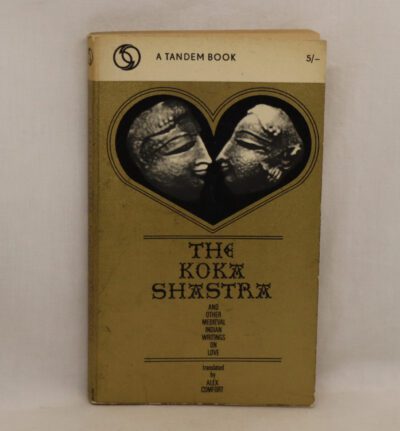 A TANDEM BOOK 5/–
THE
KOKA
SHASTRA
AND
OTHER
MEDIEVAL
INDIAN
WRITINGS
ON
LOVE
translated
by
ALEX
COMFORT